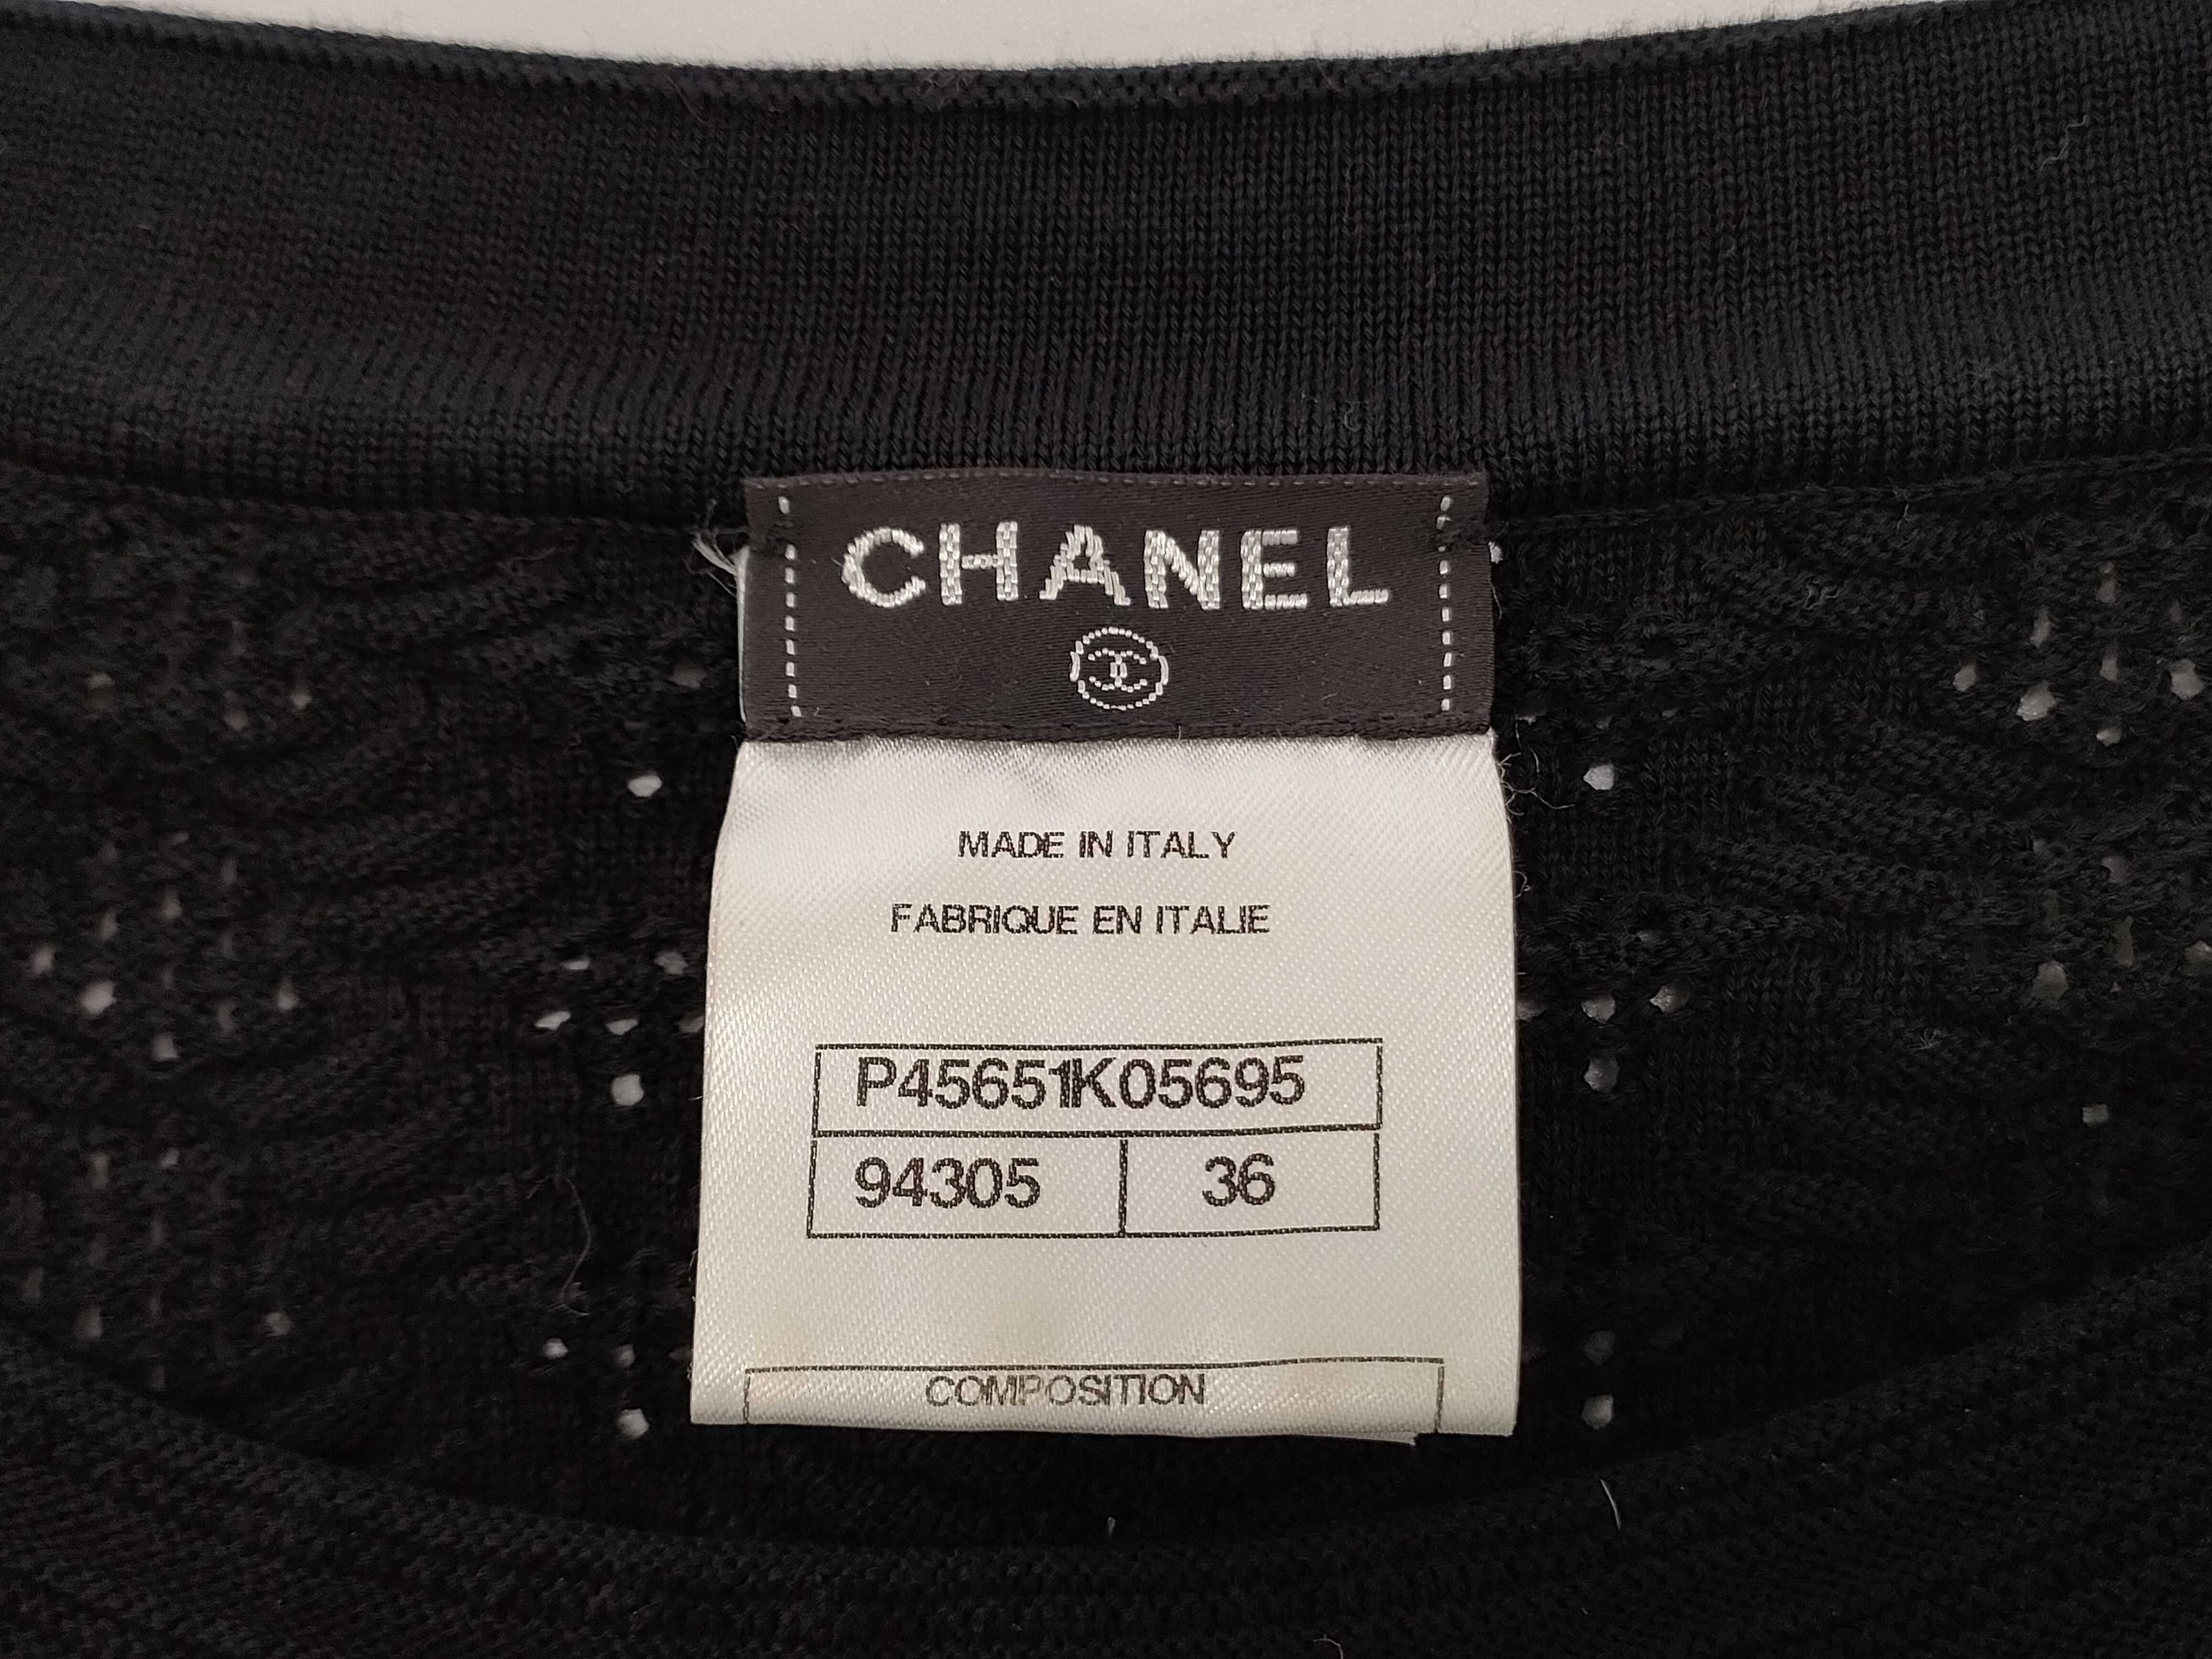 CHANEL
MADE IN ITALY
FABRIQUE EN ITALIE
P45651K05695
94305 36
COMPOSITION